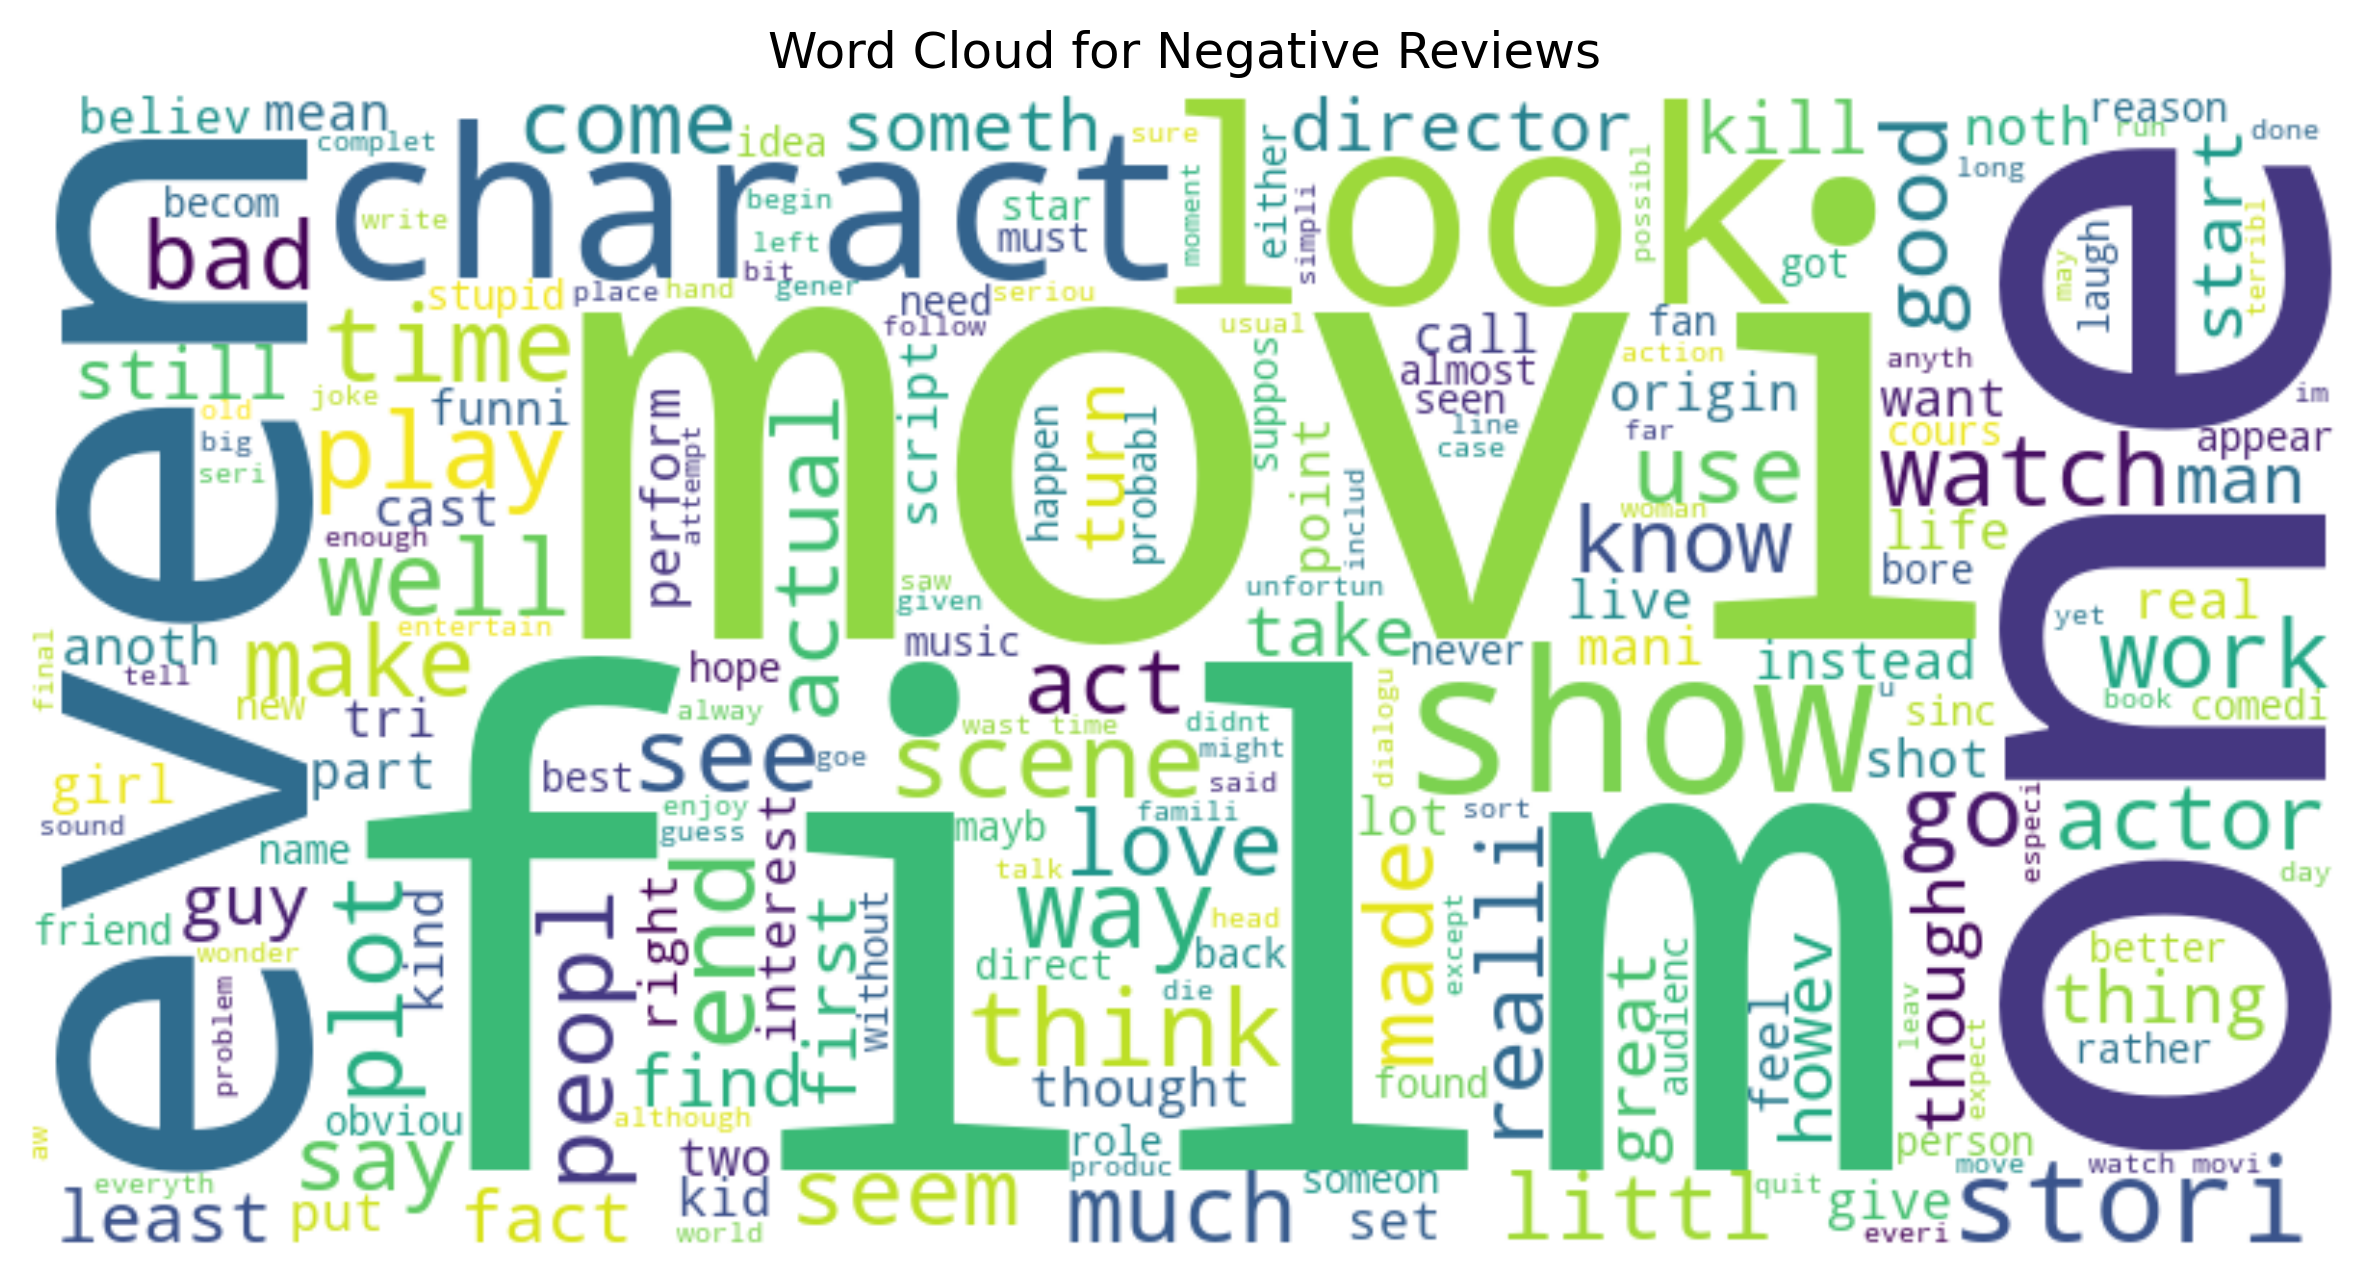 Word Cloud for Negative Reviews
believ
mean
complet
come
idea
someth
sure
look
director
kill
good
noth
reason
run
done
long
start
even
becom
bad
charact
write
begin
left
bit
star
must
moment
either
simpli
possibl
got
one
laugh
may
terribl
stupid
place
hand
gener
need
seriou
follow
usual
time
movi
call
almost
seen
line
case
fan
action
origin
far
anyth
want
cours
im
appear
still
joke
funni
old
big
seri
play
cast
perform
attempt
actual
script
happen
turn
probabl
suppos
point
includ
use
woman
know
watch
man
life
bore
enough
well
entertain
saw
given
music
unfortun
take
live
never
mani
instead
yet
real
work
book
comedi
anoth
tell
final
make
new
tri
hope
alway
act
wast time
didnt
might
said
dialogu
show
u
sinc
shot
film
see
best
goe
scene
girl
sound
part
name
enjoy
guess
interest
mayb
famili
love
talk
way
head
back
lot
sort
made
realli
except
go
especi
actor
day
guy
friend
wonder
problem
plot
kind
peopl
right
end
first
without
direct
die
think
thought
found
great
audienc
feel
howev
though
leav
expect
better
thing
rather
find
obviou
although
say
aw
everyth
least
put
fact
two
kid
world
seem
role
produc
much
someon
set
littl
quit
give
person
move
watch movi
everi
stori